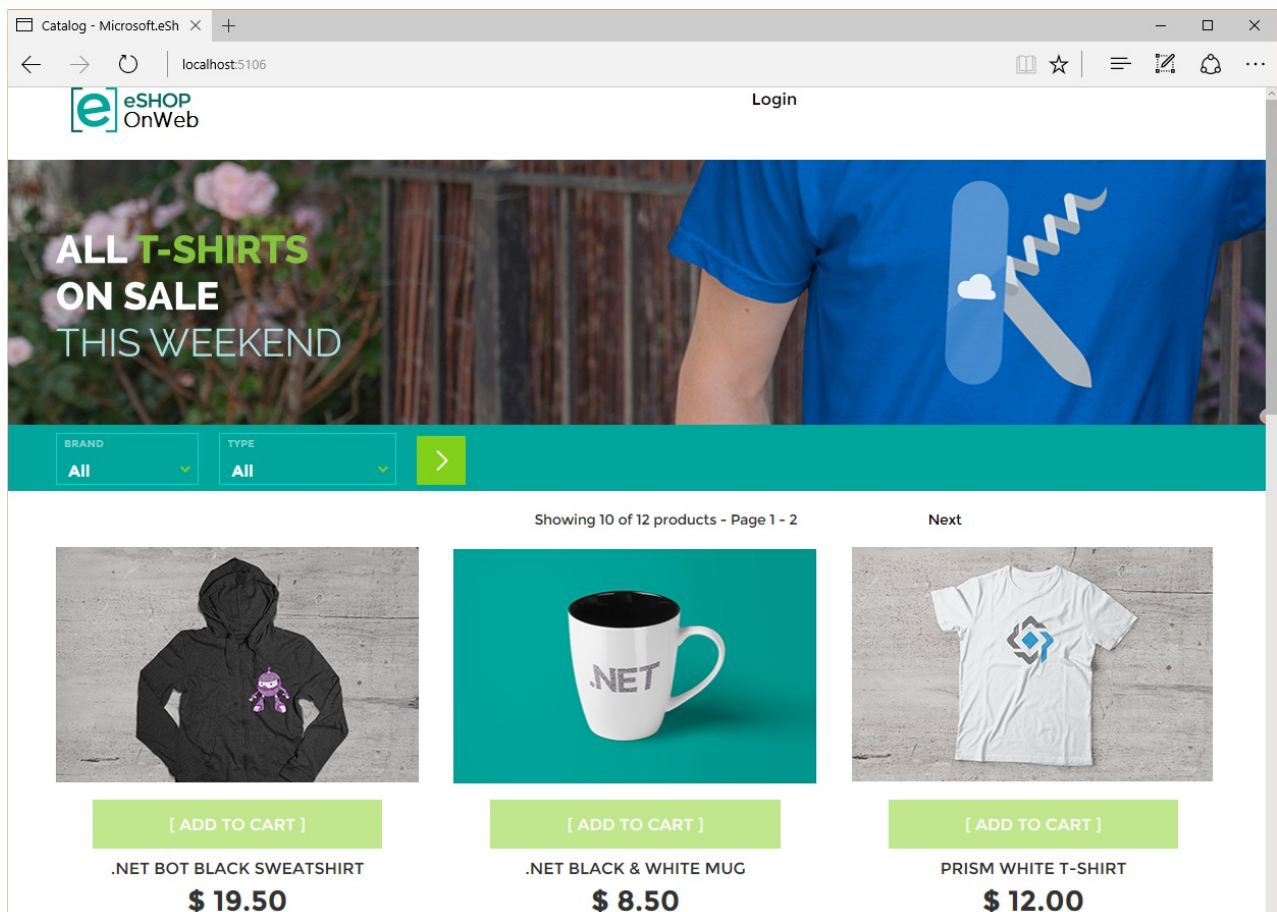 Catalog - Microsoft.eSh
localhost:5106
eSHOP
OnWeb
Login
ALL T-SHIRTS
ON SALE
THIS WEEKEND
BRAND
All
TYPE
All
Showing 10 of 12 products - Page 1 - 2
Next
.NET
[ ADD TO CART ]
[ ADD TO CART ]
[ ADD TO CART ]
.NET BOT BLACK SWEATSHIRT
.NET BLACK & WHITE MUG
PRISM WHITE T-SHIRT
$ 19.50
$ 8.50
$ 12.00